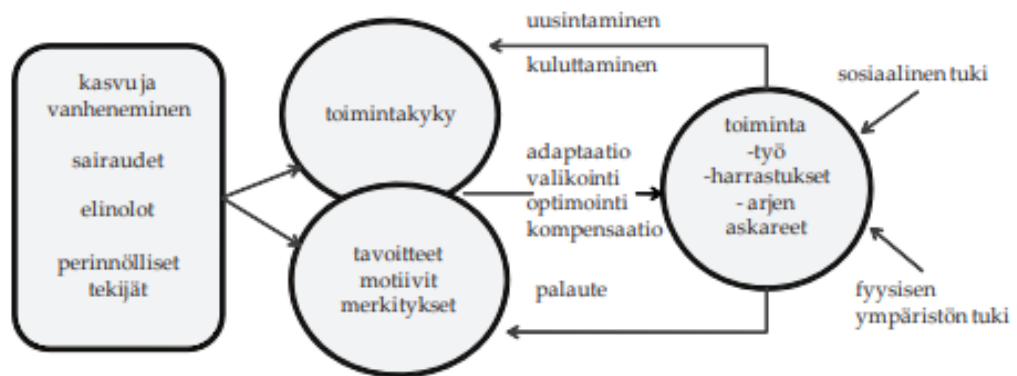 kasvu ja
vanheneminen
sairaudet
elinolot
perinnölliset
tekijät
toimintakyky
tavoitteet
motiivit
merkitykset
uusintaminen
kuluttaminen
adaptaatio
valikointi
optimointi
kompensaatio
palaute
toiminta
-työ
-harrastukset
- arjen
askareet
sosiaalinen tuki
fyysisen
ympäristön tuki